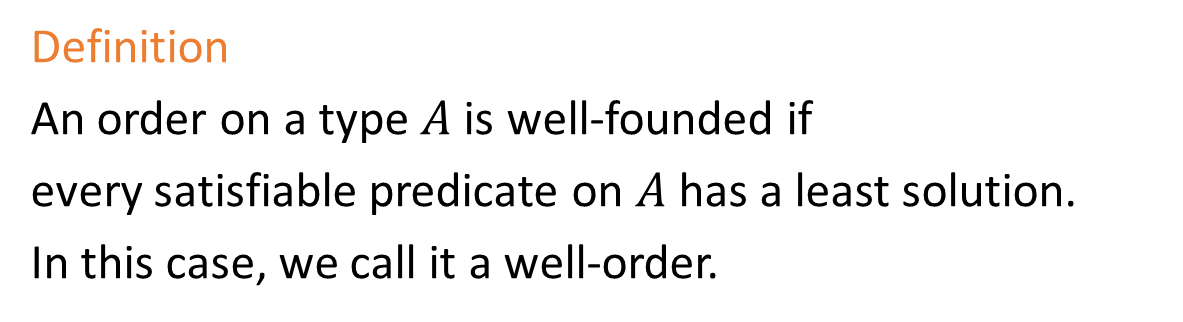 Definition
An order on a type A is well-founded if
every satisfiable predicate on A has a least solution.
In this case, we call it a well-order.